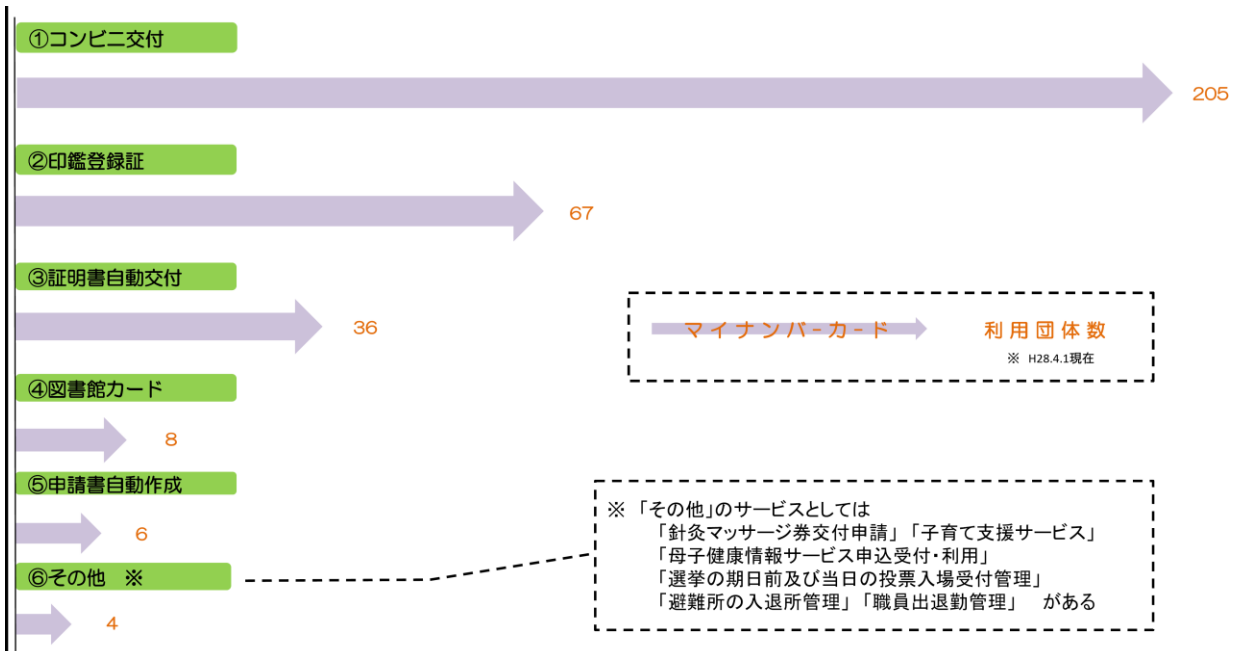 ①コンビニ交付
205
②印鑑登録証
67
③証明書自動交付
36
マイナンバーカード 利用団体数
※ H28.4.1現在
④図書館カード
8
⑤申請書自動作成
6
⑥その他 ※
4
※ 「その他」のサービスとしては
「針灸マッサージ券交付申請」「子育て支援サービス」
「母子健康情報サービス申込受付・利用」
「選挙の期日前及び当日の投票入場受付管理」
「避難所の入退所管理」「職員出退勤管理」 がある